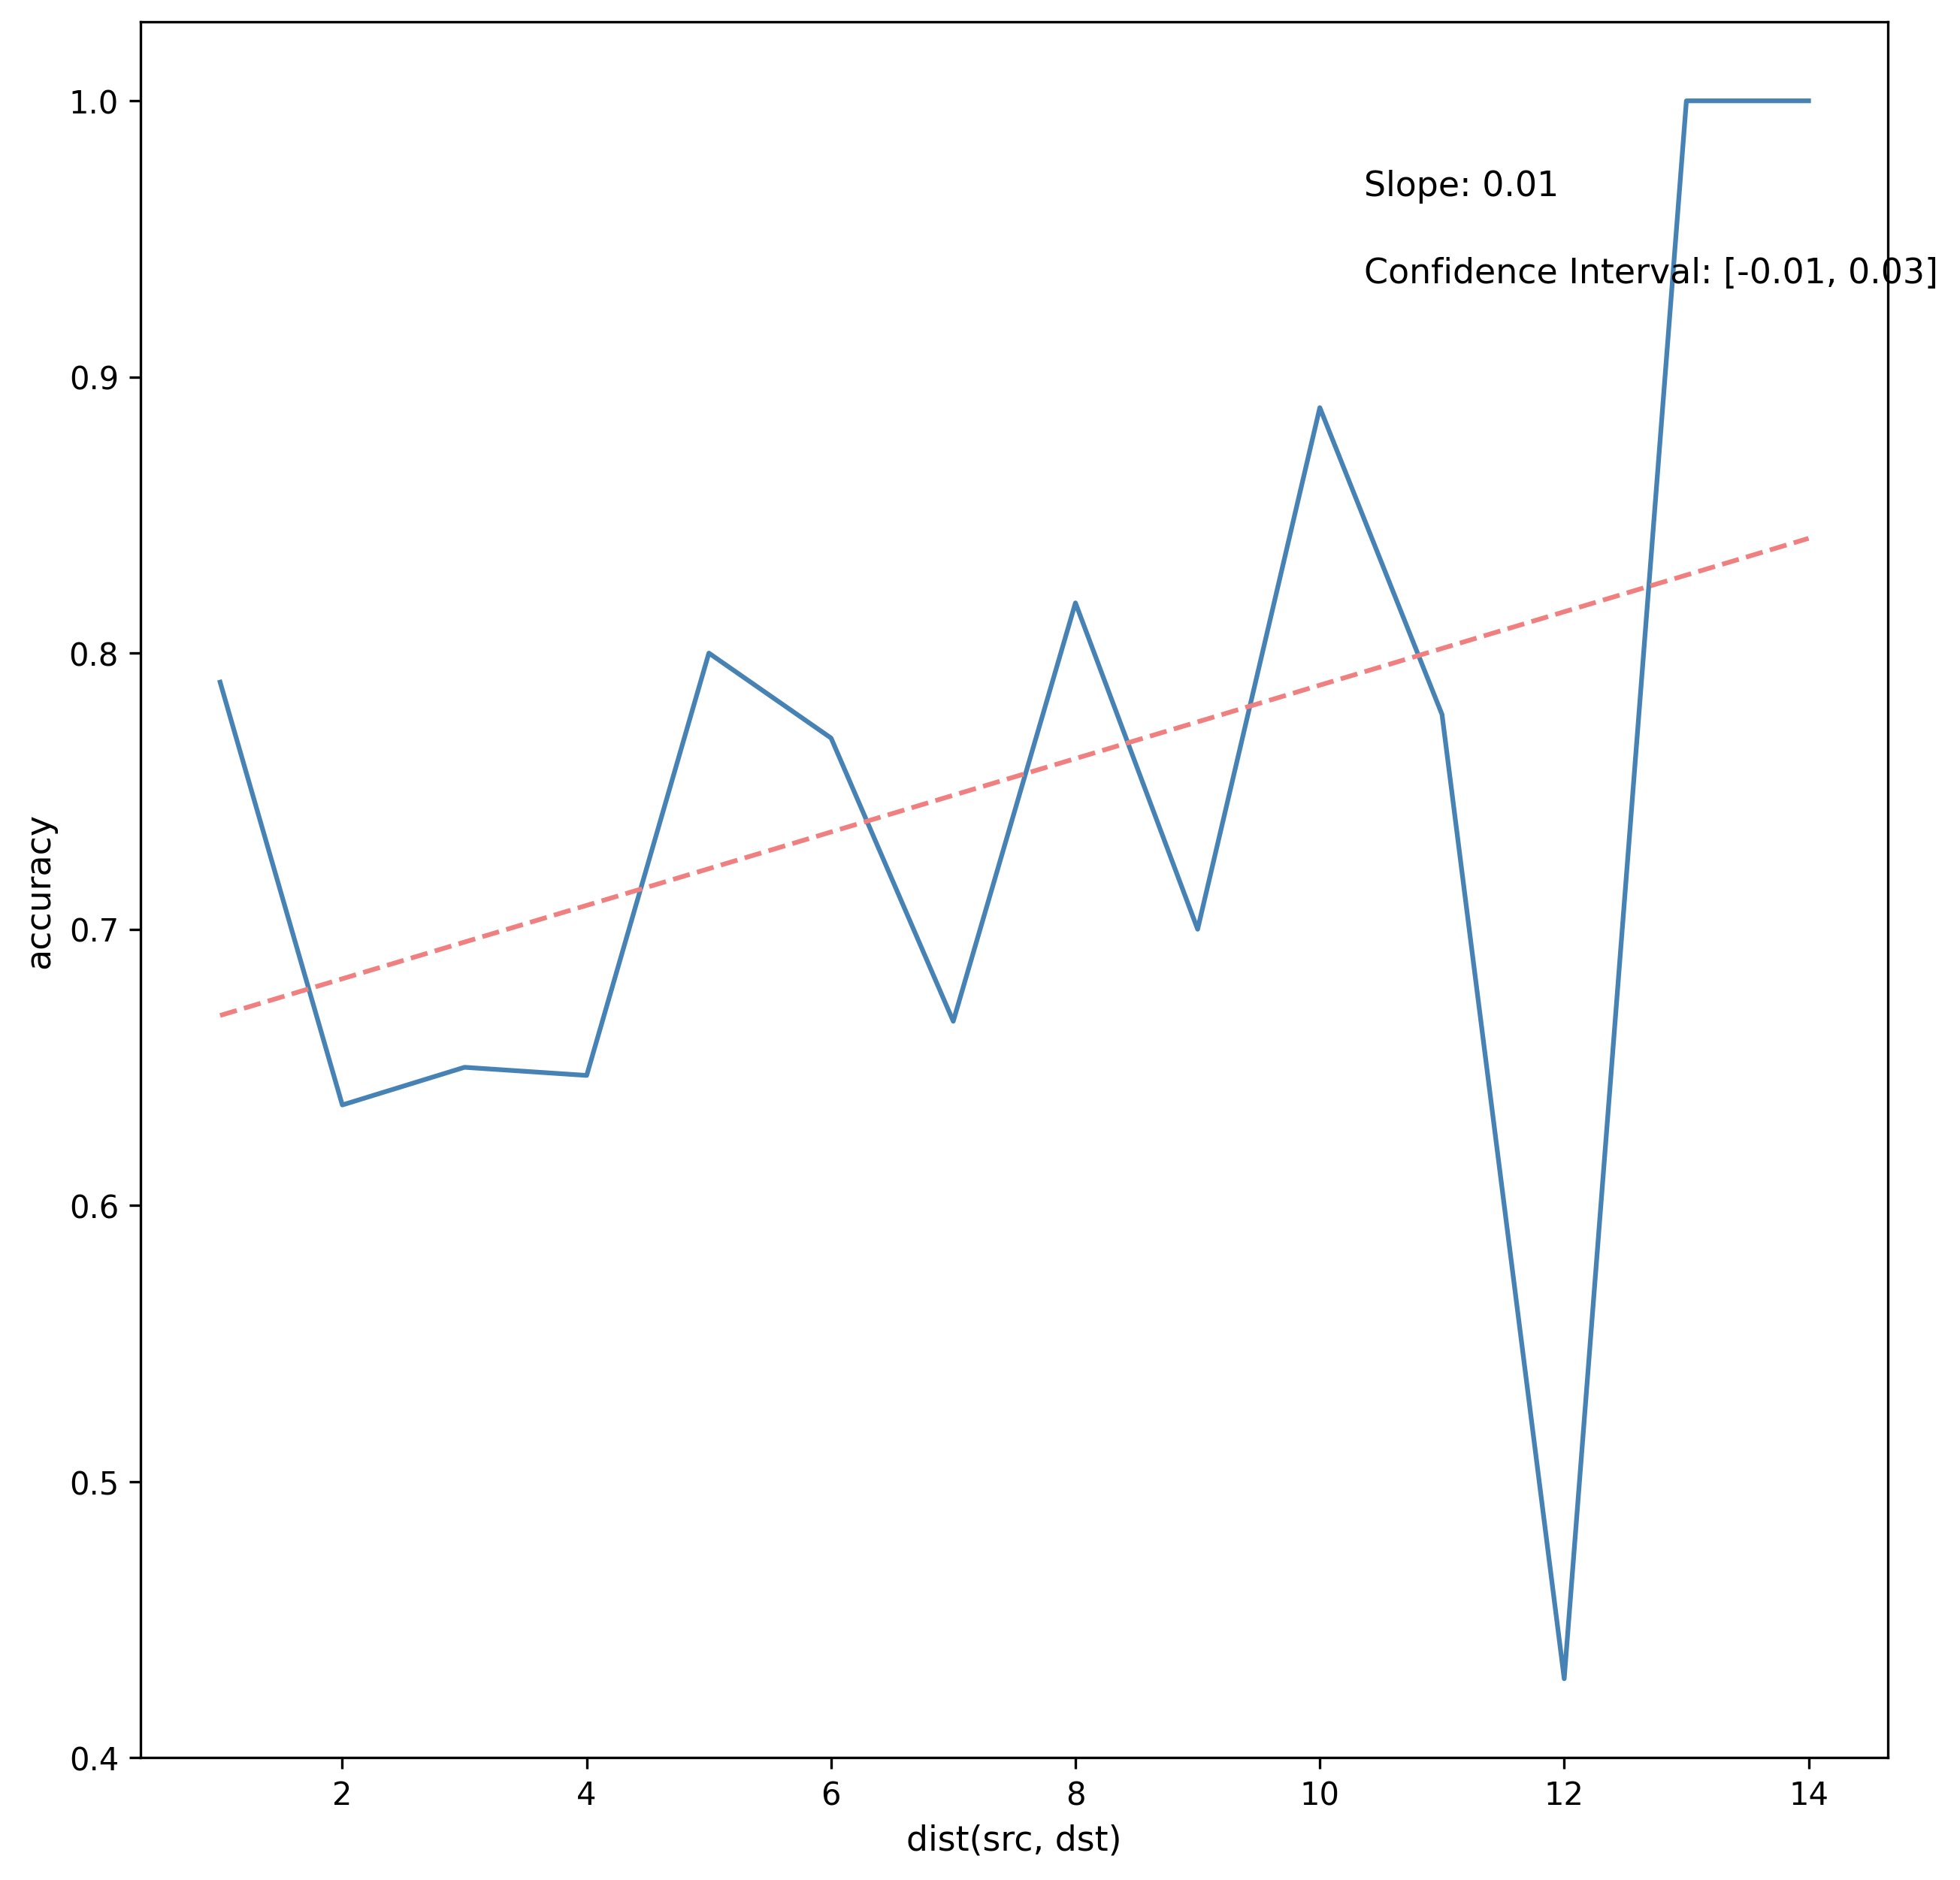 1.0
0.9
0.8
0.7
0.6
0.5
0.4
accuracy
Slope: 0.01
Confidence Interval: [-0.01, 0.03]
2 4 6 8 10 12 14
dist(src, dst)